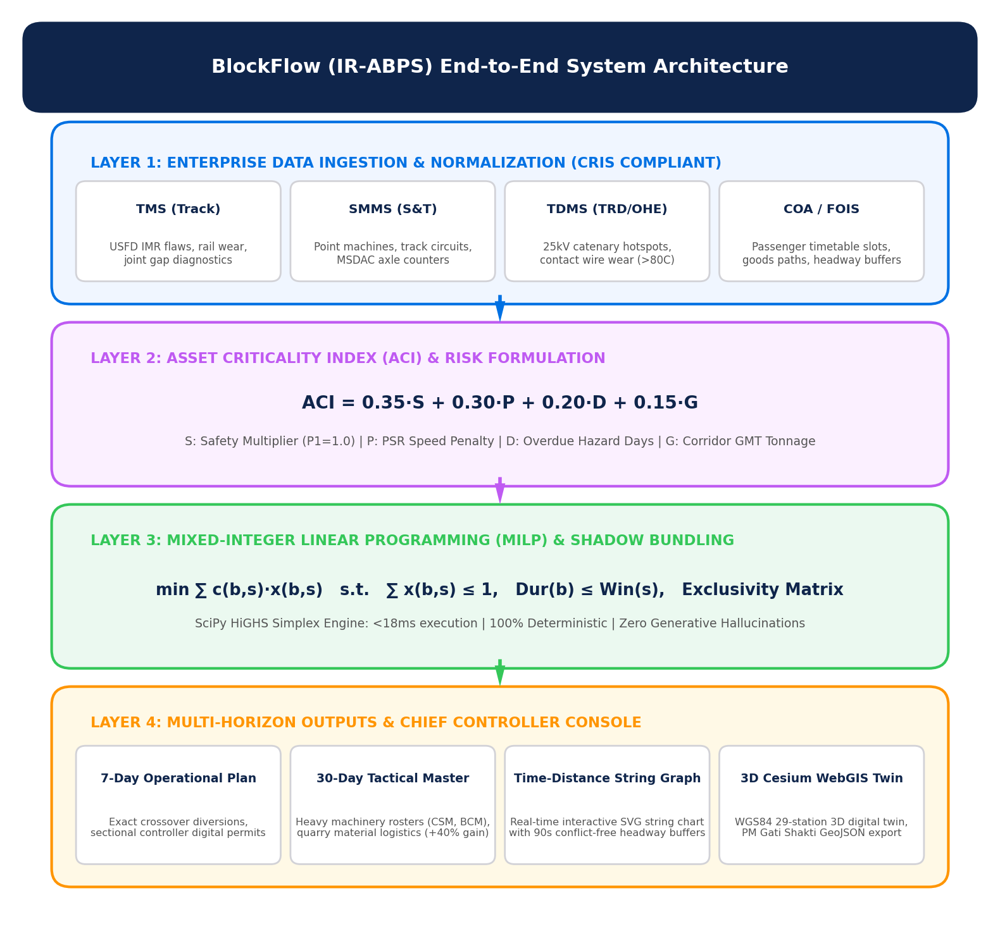 BlockFlow (IR-ABPS) End-to-End System Architecture
LAYER 1: ENTERPRISE DATA INGESTION & NORMALIZATION (CRIS COMPLIANT)
TMS (Track)
USFD IMR flaws, rail wear,
joint gap diagnostics
SMMS (S&T)
Point machines, track circuits,
MSDAC axle counters
TDMS (TRD/OHE)
25kV catenary hotspots,
contact wire wear (>80C)
COA / FOIS
Passenger timetable slots,
goods paths, headway buffers
LAYER 2: ASSET CRITICALITY INDEX (ACI) & RISK FORMULATION
ACI = 0.35·S + 0.30·P + 0.20·D + 0.15·G
S: Safety Multiplier (P1=1.0) | P: PSR Speed Penalty | D: Overdue Hazard Days | G: Corridor GMT Tonnage
LAYER 3: MIXED-INTEGER LINEAR PROGRAMMING (MILP) & SHADOW BUNDLING
min ∑ c(b,s)·x(b,s)   s.t.   ∑ x(b,s) ≤ 1,   Dur(b) ≤ Win(s),   Exclusivity Matrix
SciPy HiGHS Simplex Engine: <18ms execution | 100% Deterministic | Zero Generative Hallucinations
LAYER 4: MULTI-HORIZON OUTPUTS & CHIEF CONTROLLER CONSOLE
7-Day Operational Plan
Exact crossover diversions,
sectional controller digital permits
30-Day Tactical Master
Heavy machinery rosters (CSM, BCM),
quarry material logistics (+40% gain)
Time-Distance String Graph
Real-time interactive SVG string chart
with 90s conflict-free headway buffers
3D Cesium WebGIS Twin
WGS84 29-station 3D digital twin,
PM Gati Shakti GeoJSON export